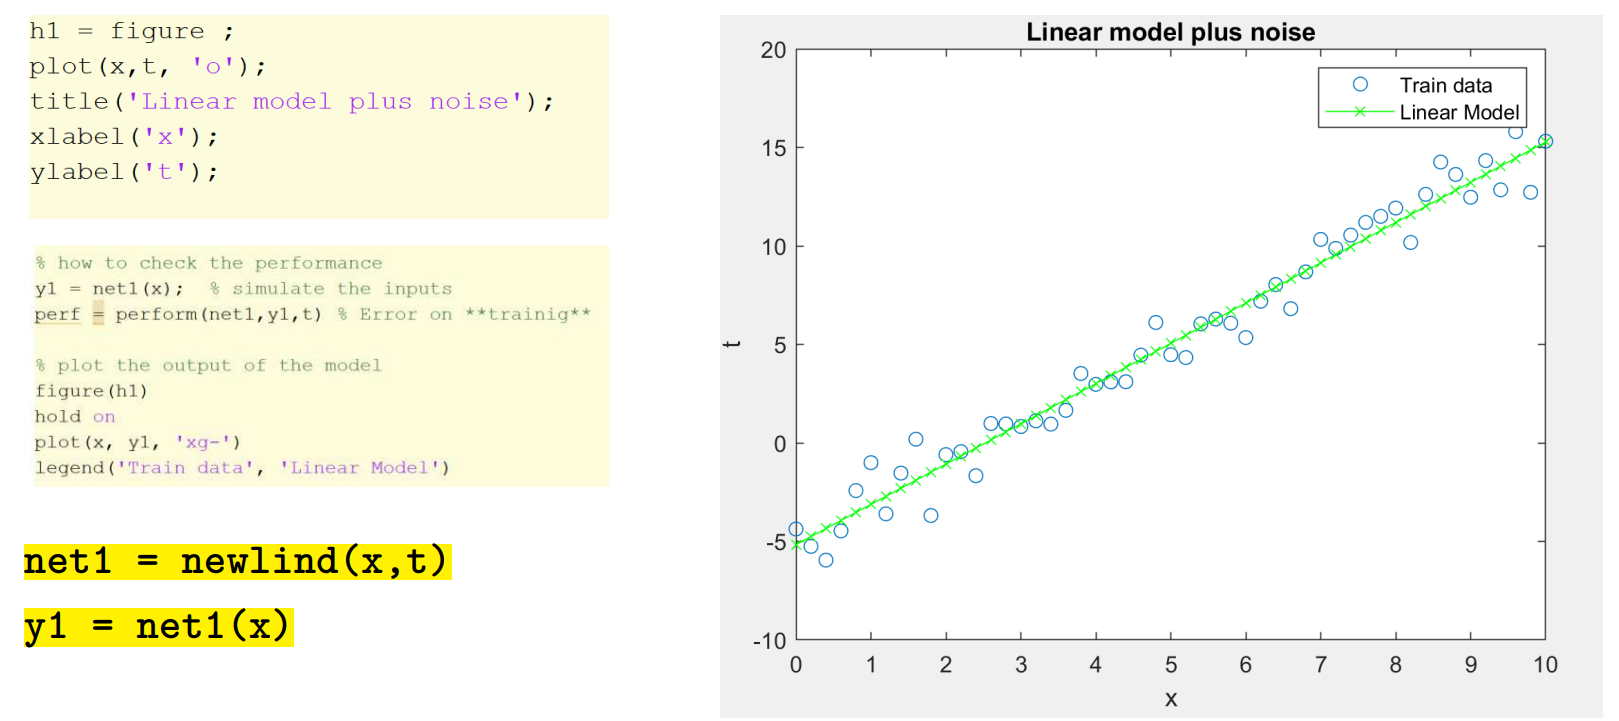 h1 = figure ;
plot(x,t, 'o');
title('Linear model plus noise');
xlabel('x');
ylabel('t');
% how to check the performance
y1 = net1(x);  % simulate the inputs
perf = perform(net1,y1,t) % Error on **trainig**
% plot the output of the model
figure(h1)
hold on
plot(x, y1, 'xg-')
legend('Train data', 'Linear Model')
net1 = newlind(x,t)
y1 = net1(x)
Linear model plus noise
Train data
Linear Model
20
15
10
5
0
-5
-10
t
0 1 2 3 4 5 6 7 8 9 10
x